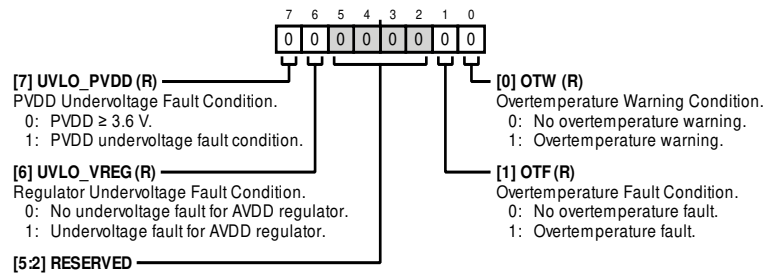 7 6 5 4 3 2 1 0
0 0 0 0 0 0 0 0
[7] UVLO_PVDD (R)
PVDD Undervoltage Fault Condition.
0: PVDD ≥ 3.6 V.
1: PVDD undervoltage fault condition.
[6] UVLO_VREG (R)
Regulator Undervoltage Fault Condition.
0: No undervoltage fault for AVDD regulator.
1: Undervoltage fault for AVDD regulator.
[5:2] RESERVED
[0] OTW (R)
Overtemperature Warning Condition.
0: No overtemperature warning.
1: Overtemperature warning.
[1] OTF (R)
Overtemperature Fault Condition.
0: No overtemperature fault.
1: Overtemperature fault.